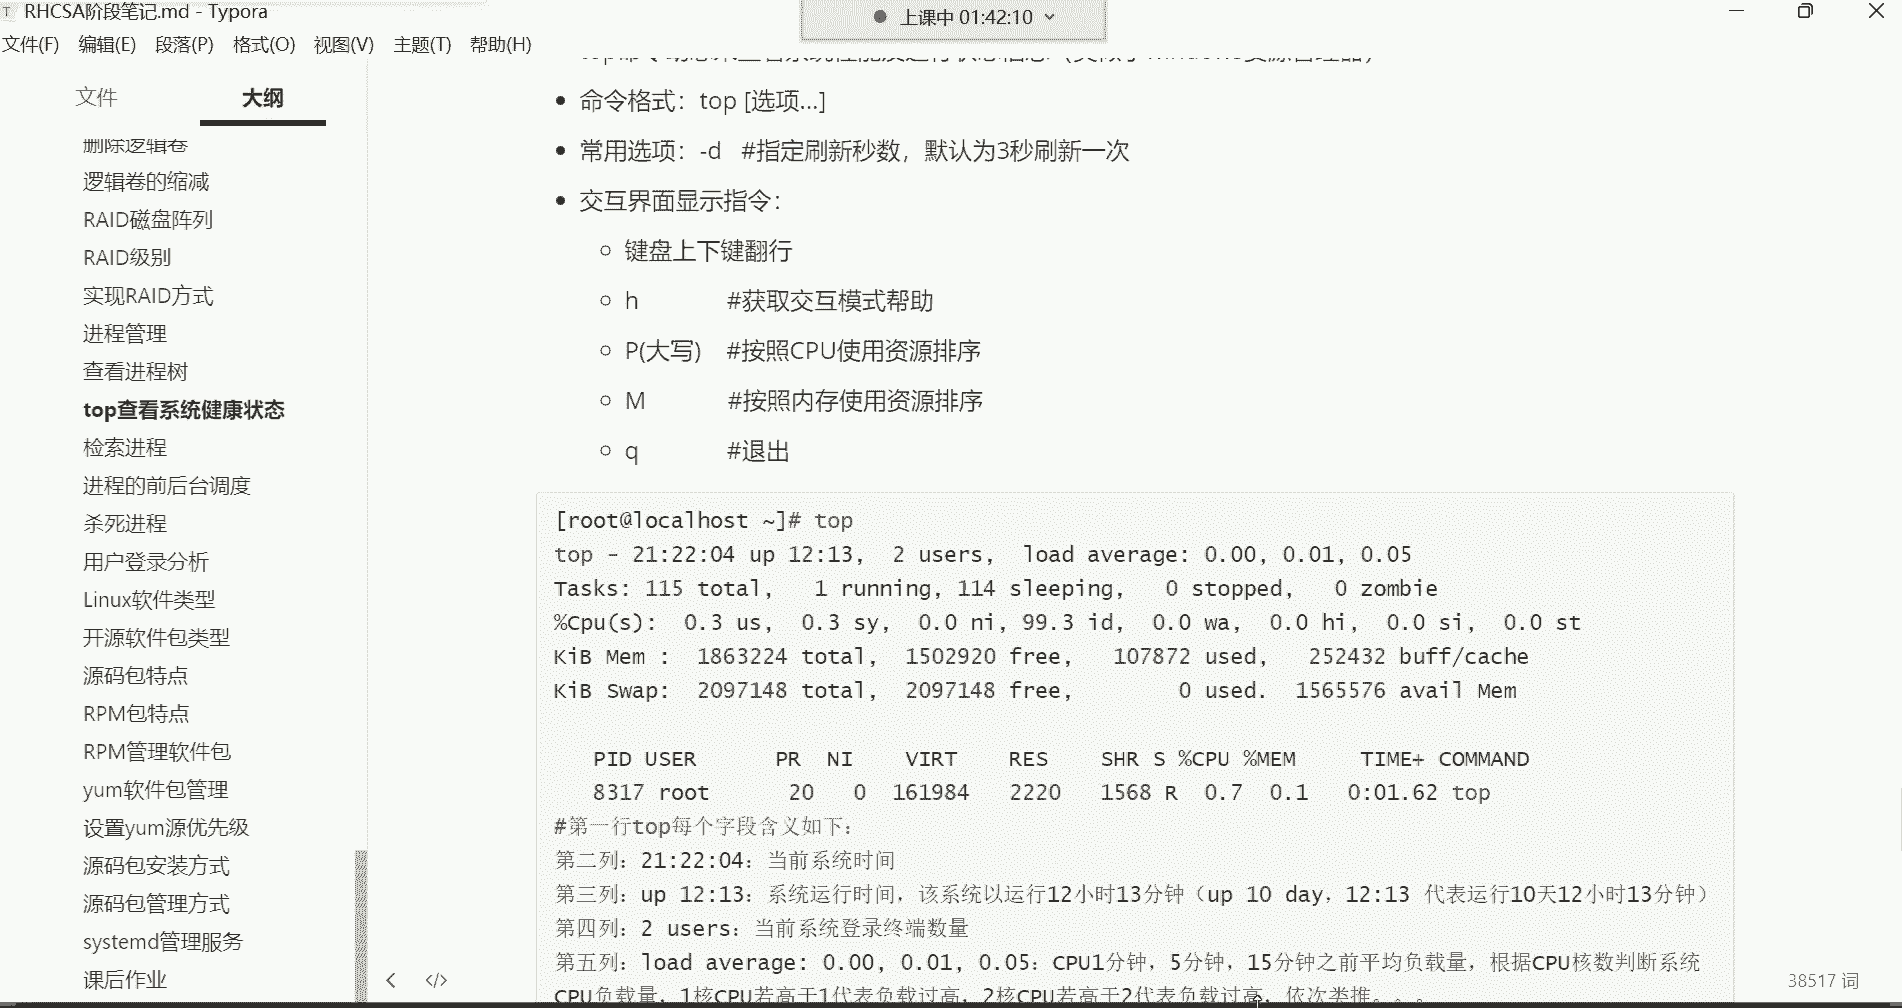 RHCSA阶段笔记.md - Typora
上课中 01:42:10
文件(F) 编辑(E) 段落(P) 格式(O) 视图(V) 主题(T) 帮助(H)
文件 大纲
删除逻辑卷
逻辑卷的缩减
RAID磁盘阵列
RAID级别
实现RAID方式
进程管理
查看进程树
top查看系统健康状态
检索进程
进程的前后台调度
杀死进程
用户登录分析
Linux软件类型
开源软件包类型
源码包特点
RPM包特点
RPM管理软件包
yum软件包管理
设置yum源优先级
源码包安装方式
源码包管理方式
systemd管理服务
课后作业
命令格式：top [选项...]
常用选项：-d #指定刷新秒数，默认为3秒刷新一次
交互界面显示指令：
键盘上下键翻行
h #获取交互模式帮助
P(大写) #按照CPU使用资源排序
M #按照内存使用资源排序
q #退出
[root@localhost ~]# top
top - 21:22:04 up 12:13, 2 users, load average: 0.00, 0.01, 0.05
Tasks: 115 total, 1 running, 114 sleeping, 0 stopped, 0 zombie
%Cpu(s): 0.3 us, 0.3 sy, 0.0 ni, 99.3 id, 0.0 wa, 0.0 hi, 0.0 si, 0.0 st
KiB Mem : 1863224 total, 1502920 free, 107872 used, 252432 buff/cache
KiB Swap: 2097148 total, 2097148 free, 0 used. 1565576 avail Mem
PID USER PR NI VIRT RES SHR S %CPU %MEM TIME+ COMMAND
8317 root 20 0 161984 2220 1568 R 0.7 0.1 0:01.62 top
#第一行top每个字段含义如下：
第二列：21:22:04：当前系统时间
第三列：up 12:13：系统运行时间，该系统以运行12小时13分钟（up 10 day，12:13 代表运行10天12小时13分钟）
第四列：2 users：当前系统登录终端数量
第五列：load average: 0.00, 0.01, 0.05：CPU1分钟，5分钟，15分钟之前平均负载量，根据CPU核数判断系统
CPU负载量，1核CPU若高于1代表负载过高，2核CPU若高于2代表负载过高，依次类推。。。
38517 词